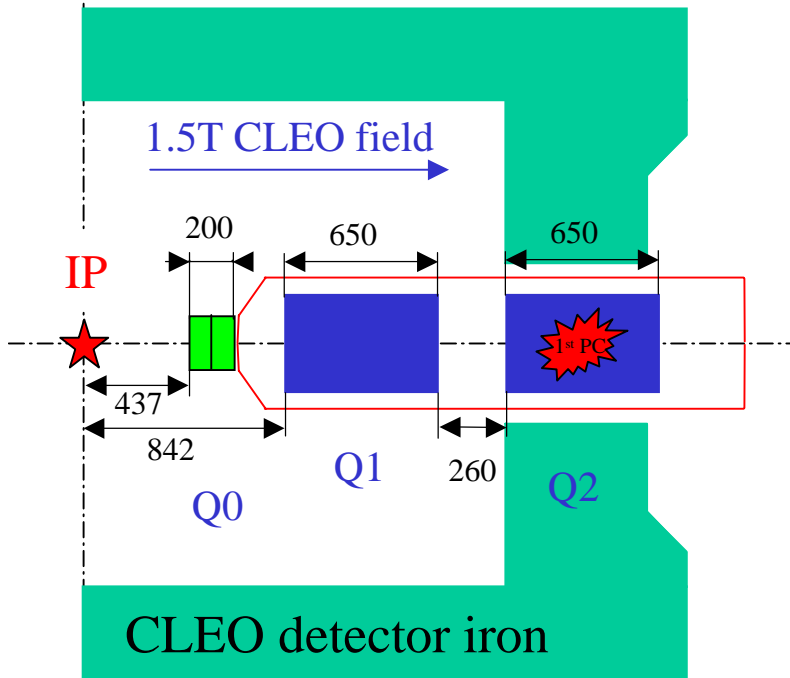 1.5T CLEO field
200
650
650
IP
1st PC
437
842
Q1
260
Q2
Q0
CLEO detector iron